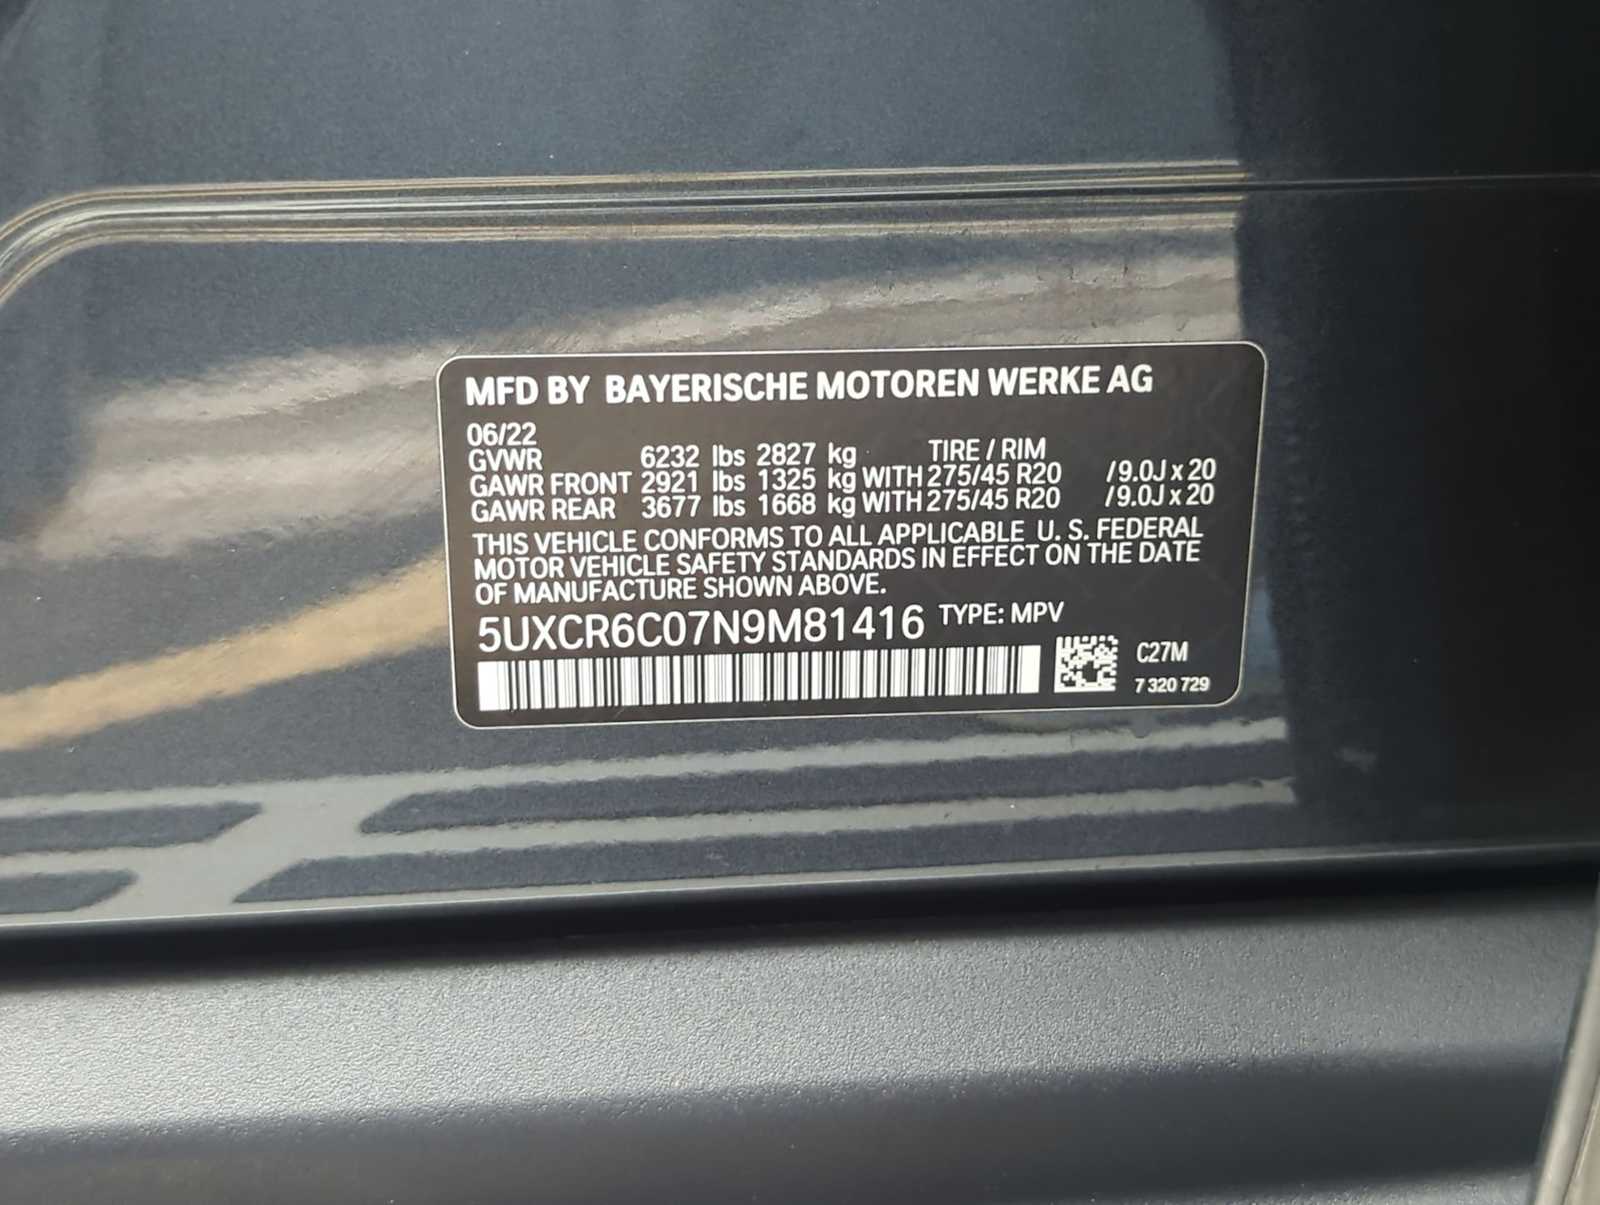 MFD BY BAYERISCHE MOTOREN WERKE AG
06/22
GVWR 6232 lbs 2827 kg TIRE / RIM
GAWR FRONT 2921 lbs 1325 kg WITH 275/45 R20 /9.0J x 20
GAWR REAR 3677 lbs 1668 kg WITH 275/45 R20 /9.0J x 20
THIS VEHICLE CONFORMS TO ALL APPLICABLE U. S. FEDERAL
MOTOR VEHICLE SAFETY STANDARDS IN EFFECT ON THE DATE
OF MANUFACTURE SHOWN ABOVE.
5UXCR6C07N9M81416 TYPE: MPV
C27M
7 320 729